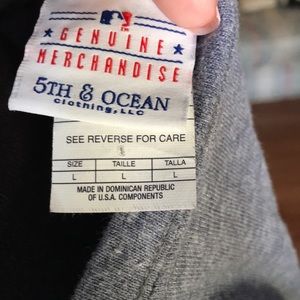 GENUINE
MERCHANDISE
5TH & OCEAN
clothing, LLC
SEE REVERSE FOR CARE
SIZE TAILLE TALLA
L L L
MADE IN DOMINICAN REPUBLIC
of U.S.A. COMPONENTS